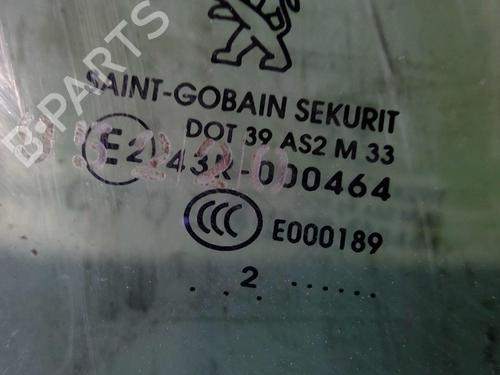 SAINT-GOBAIN SEKURIT
DOT 39 AS2 M 33
E2 43R-000464
CCC E000189
. . 2 . ......
B-PARTS